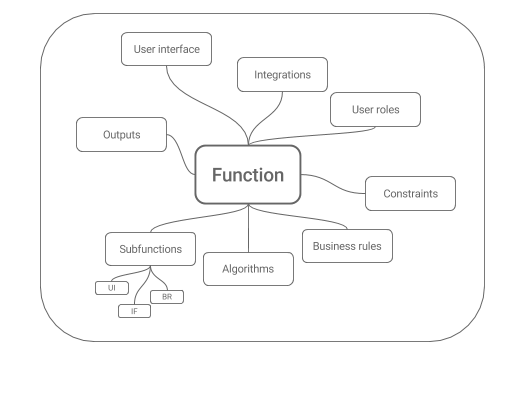 User interface
Integrations
User roles
Outputs
Function
Constraints
Subfunctions
Business rules
Algorithms
UI
BR
IF